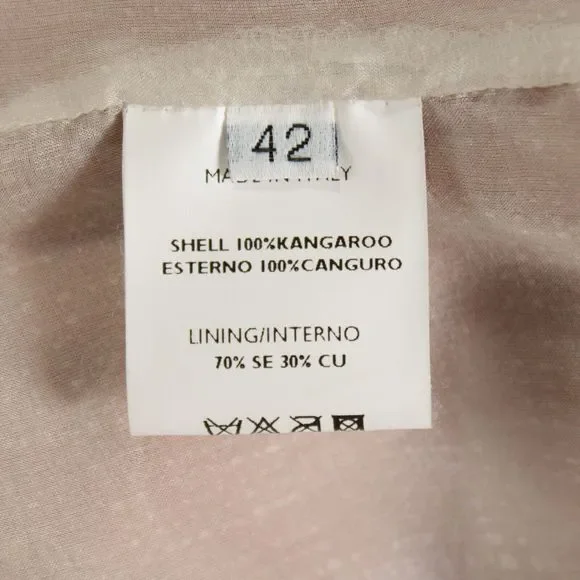 42
MADE IN ITALY
SHELL 100%KANGAROO
ESTERNO 100%CANGURO
LINING/INTERNO
70% SE 30% CU